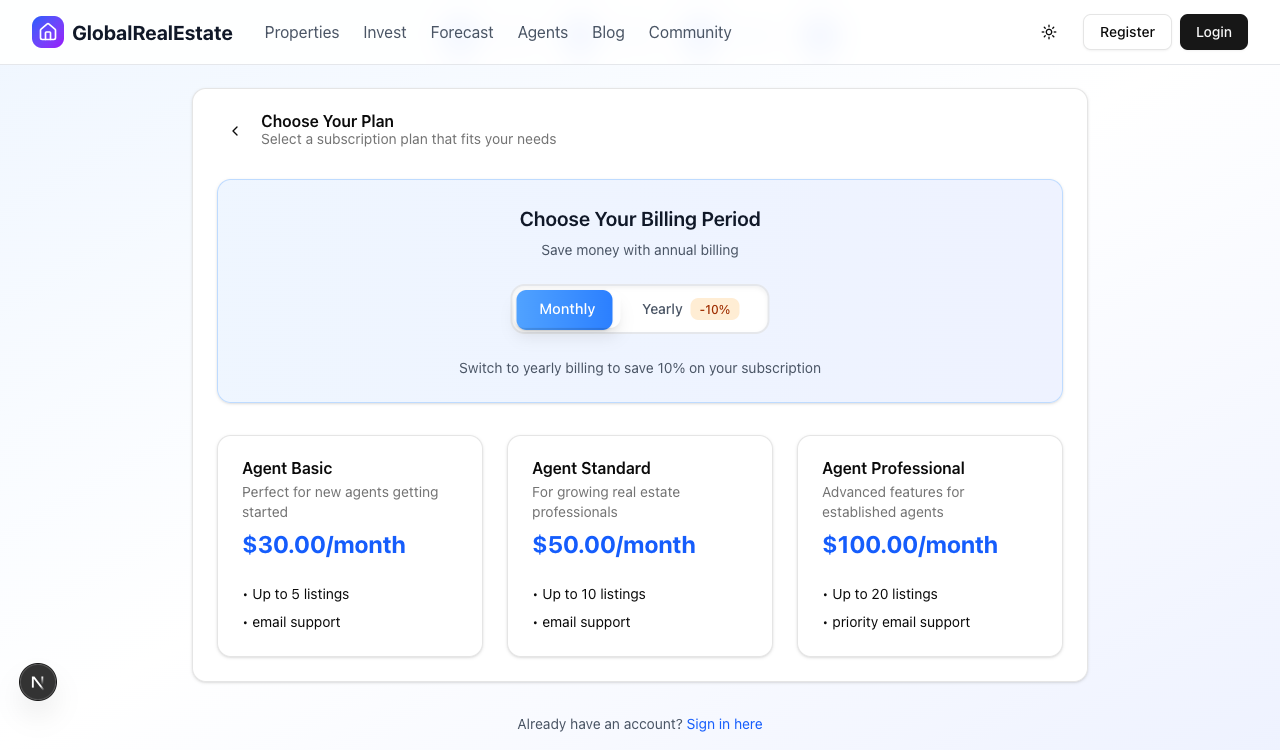 GlobalRealEstate Properties Invest Forecast Agents Blog Community Register Login
Choose Your Plan
Select a subscription plan that fits your needs
Choose Your Billing Period
Save money with annual billing
Monthly Yearly -10%
Switch to yearly billing to save 10% on your subscription
Agent Basic
Perfect for new agents getting
started
$30.00/month
• Up to 5 listings
• email support
Agent Standard
For growing real estate
professionals
$50.00/month
• Up to 10 listings
• email support
Agent Professional
Advanced features for
established agents
$100.00/month
• Up to 20 listings
• priority email support
N
Already have an account? Sign in here